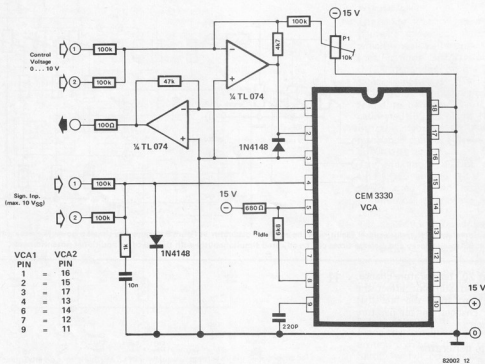 100k
15 V
Control
Voltage
0 . . . 10 V
1
100k
4k7
P1
10k
2
100k
47k
¼ TL 074
100Ω
¼ TL 074
1N4148
1
2
3
4
5
6
7
8
9
18
17
16
15
14
13
12
11
10
CEM 3330
VCA
Sign. Inp.
(max. 10 VSS)
1
100k
2
100k
15 V
680 Ω
Ridle
6k8
1k
1N4148
10n
220p
15 V
0
VCA1 VCA2
PIN PIN
1 = 16
2 = 15
3 = 17
4 = 13
6 = 14
7 = 12
9 = 11
82003 12